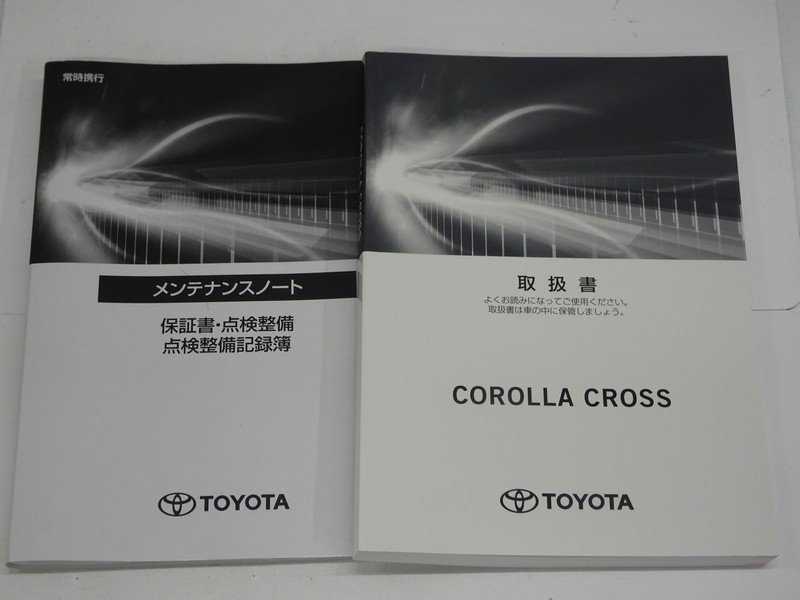 常時携行
メンテナンスノート
保証書・点検整備
点検整備記録簿
TOYOTA
取扱書
よくお読みになってご使用ください。
取扱書は車の中に保管しましょう。
COROLLA CROSS
TOYOTA